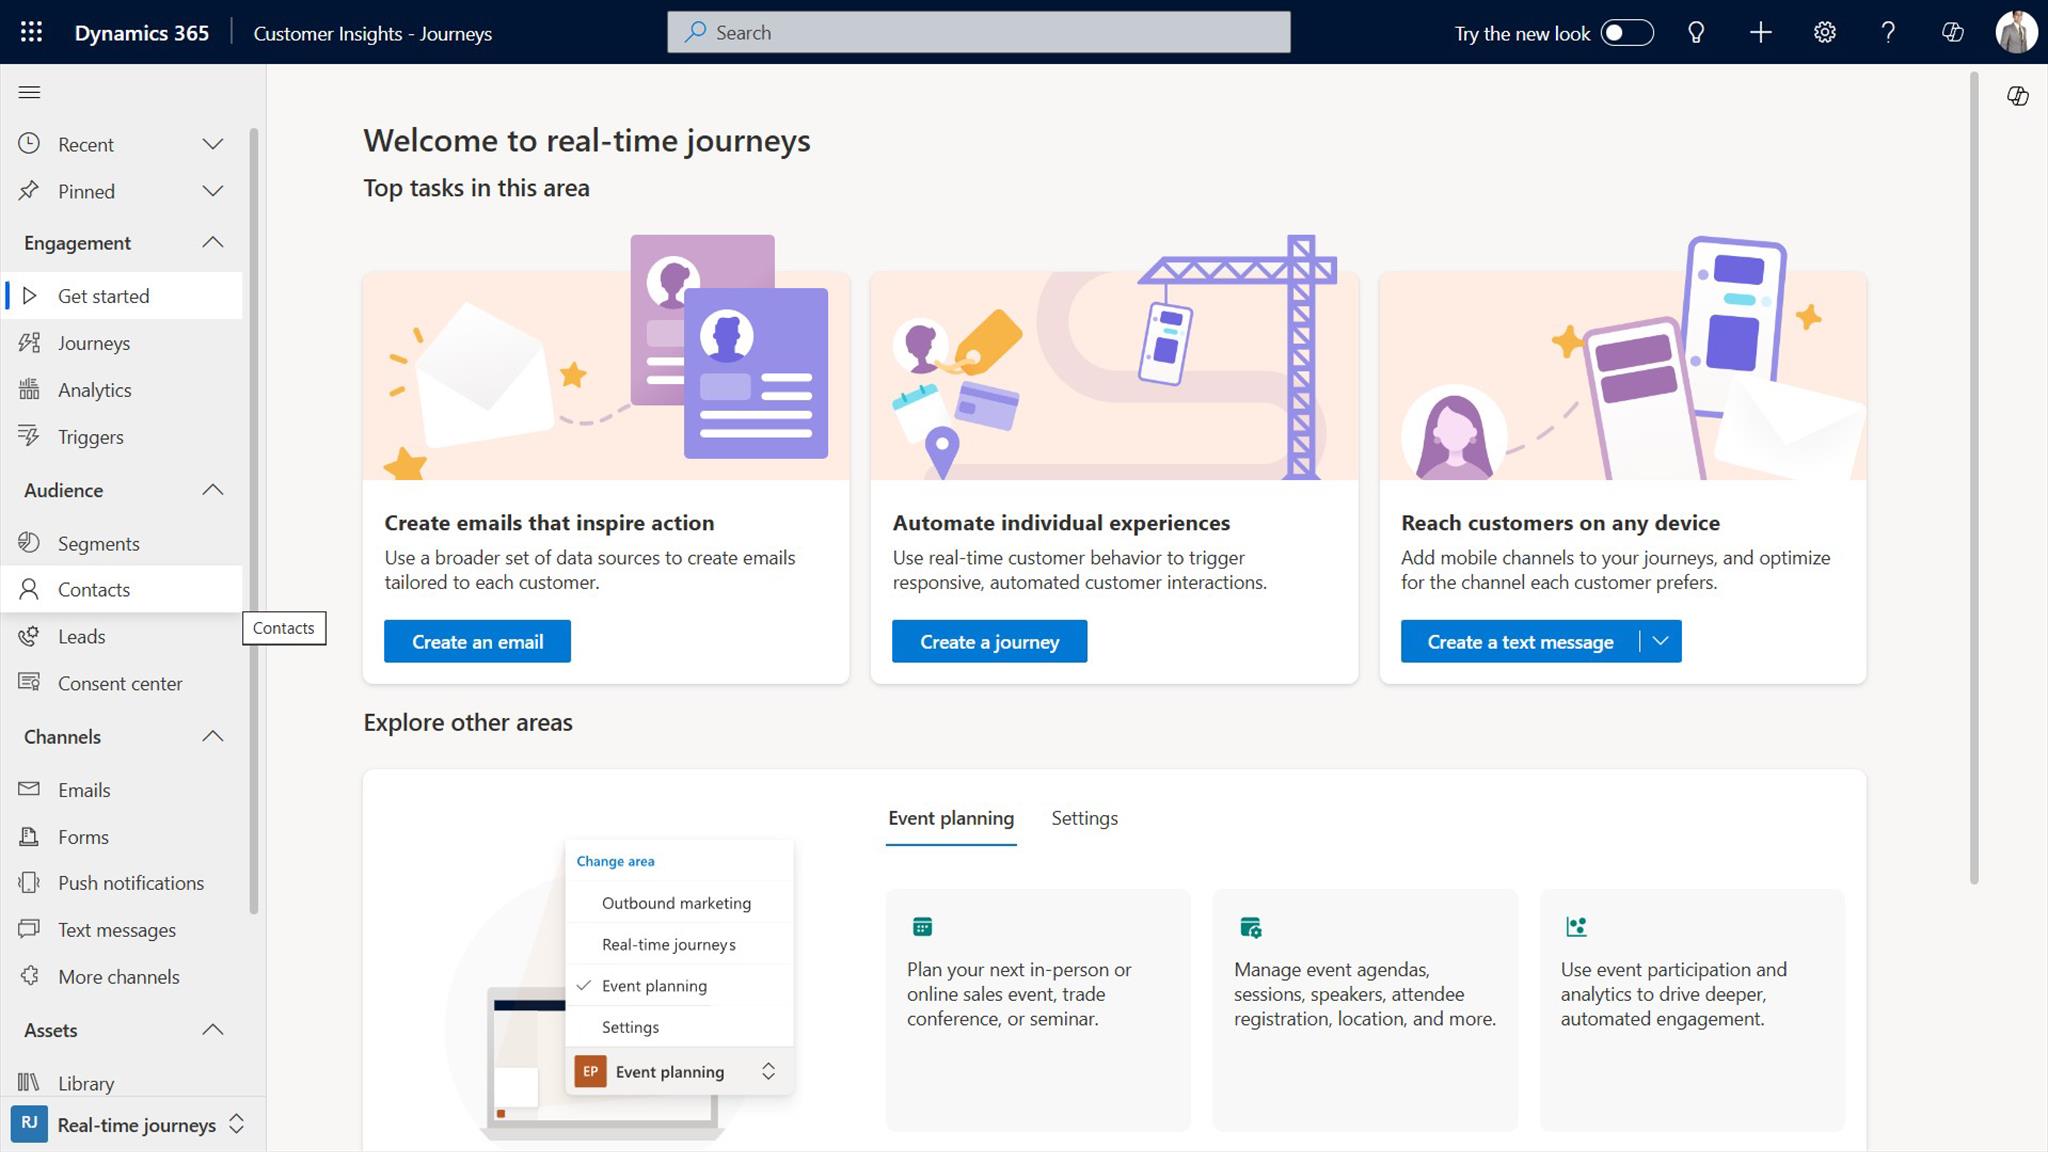 Dynamics 365
Customer Insights - Journeys
Search
Try the new look
Recent
Pinned
Engagement
Get started
Journeys
Analytics
Triggers
Audience
Segments
Contacts
Contacts
Leads
Consent center
Channels
Emails
Forms
Push notifications
Text messages
More channels
Assets
Library
RJ
Real-time journeys
Welcome to real-time journeys
Top tasks in this area
Create emails that inspire action
Use a broader set of data sources to create emails
tailored to each customer.
Create an email
Automate individual experiences
Use real-time customer behavior to trigger
responsive, automated customer interactions.
Create a journey
Reach customers on any device
Add mobile channels to your journeys, and optimize
for the channel each customer prefers.
Create a text message
Explore other areas
Change area
Outbound marketing
Real-time journeys
Event planning
Settings
EP
Event planning
Event planning
Settings
Plan your next in-person or
online sales event, trade
conference, or seminar.
Manage event agendas,
sessions, speakers, attendee
registration, location, and more.
Use event participation and
analytics to drive deeper,
automated engagement.